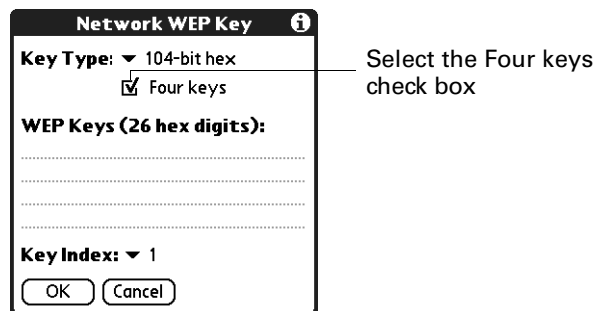 Network WEP Key
Key Type: 104-bit hex
Four keys
WEP Keys (26 hex digits):
Key Index: 1
OK Cancel
Select the Four keys
check box